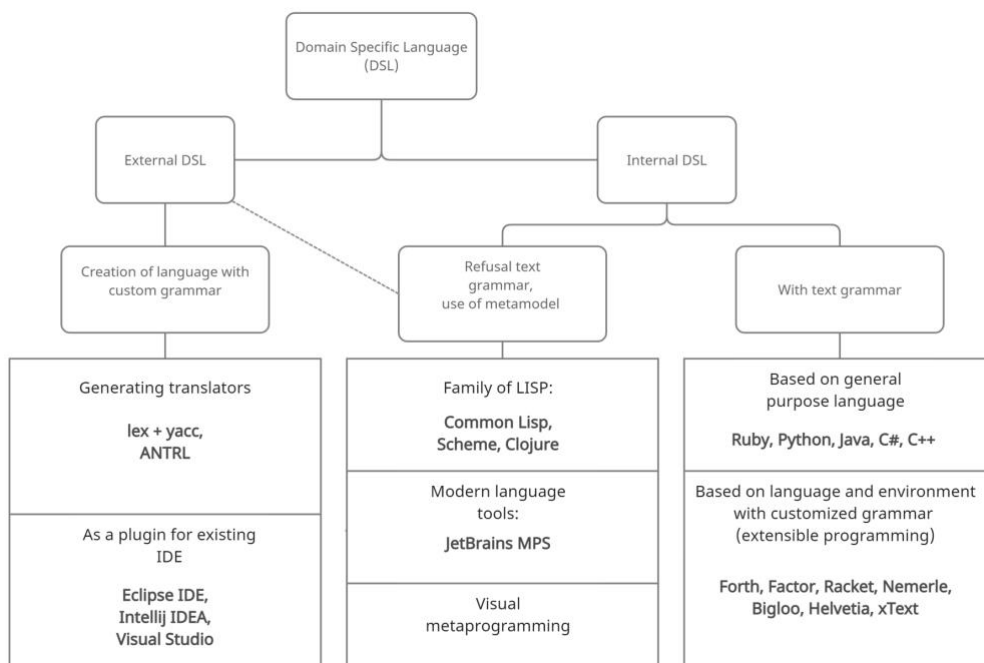 Domain Specific Language
(DSL)
External DSL
Internal DSL
Creation of language with
custom grammar
Refusal text
grammar,
use of metamodel
With text grammar
Generating translators
lex + yacc,
ANTRL
As a plugin for existing
IDE
Eclipse IDE,
Intellij IDEA,
Visual Studio
Family of LISP:
Common Lisp,
Scheme, Clojure
Modern language
tools:
JetBrains MPS
Visual
metaprogramming
Based on general
purpose language
Ruby, Python, Java, C#, C++
Based on language and environment
with customized grammar
(extensible programming)
Forth, Factor, Racket, Nemerle,
Bigloo, Helvetia, xText